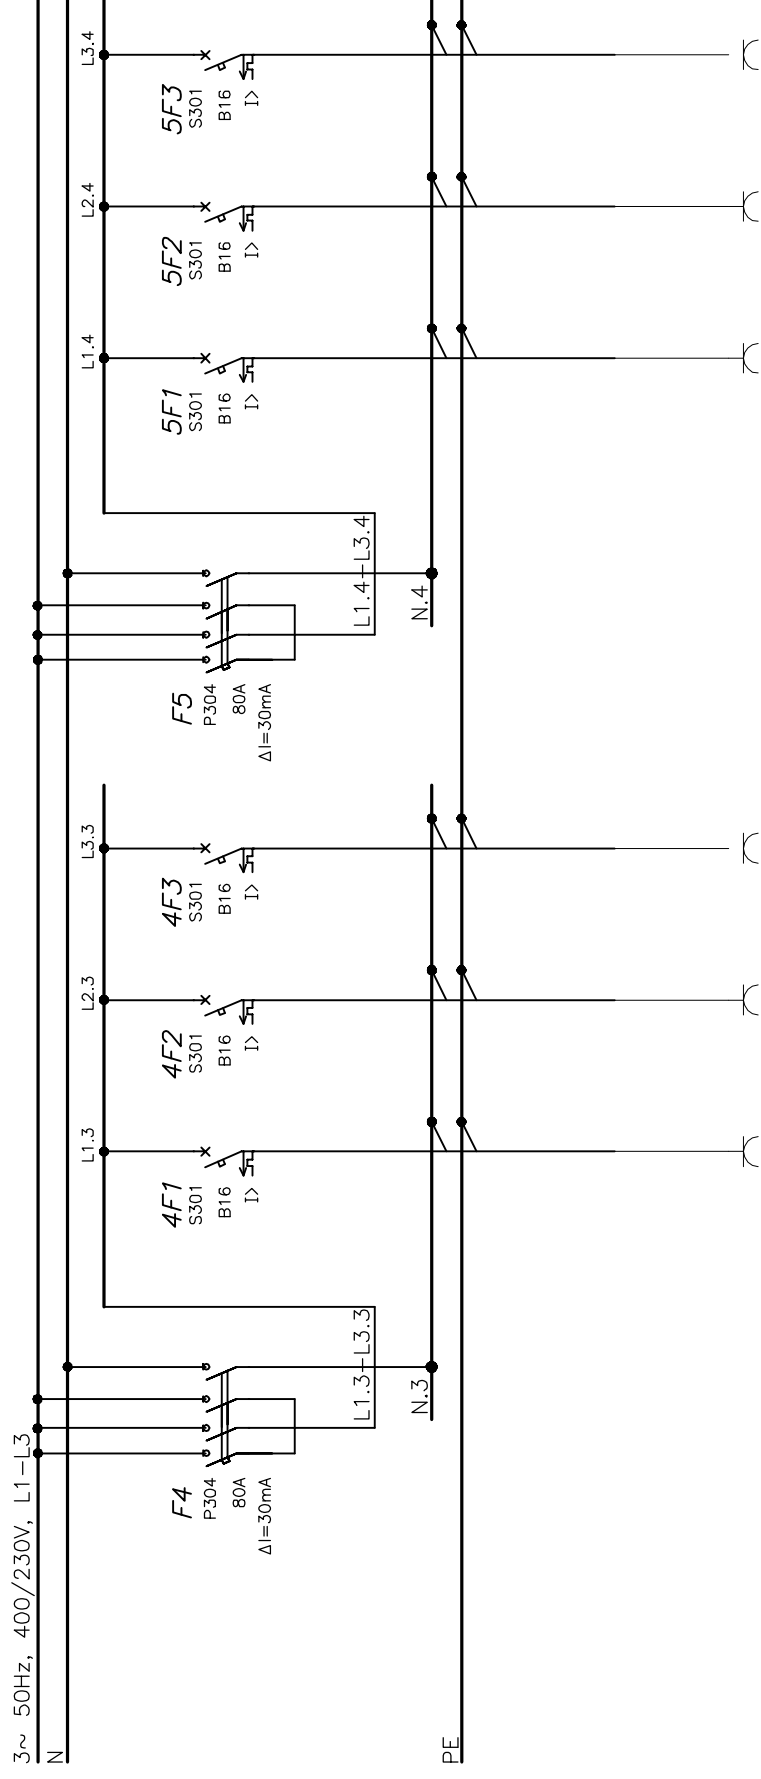 3~ 50Hz, 400/230V, L1-L3
N
PE
F4
P304
80A
ΔI=30mA
L1.3-L3.3
N.3
L1.3
4F1
S301
B16
I>
L2.3
4F2
S301
B16
I>
L3.3
4F3
S301
B16
I>
F5
P304
80A
ΔI=30mA
L1.4-L3.4
N.4
L1.4
5F1
S301
B16
I>
L2.4
5F2
S301
B16
I>
L3.4
5F3
S301
B16
I>